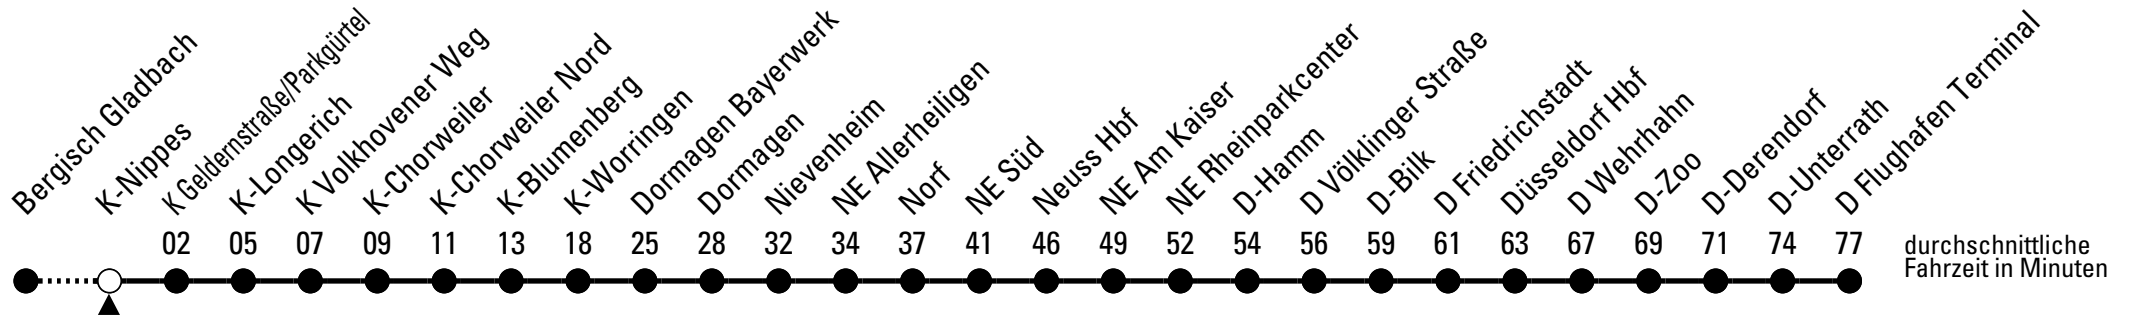 Bergisch Gladbach
K-Nippes
K Geldernstraße/Parkgürtel
K-Longerich
K Volkhovener Weg
K-Chorweiler
K-Chorweiler Nord
K-Blumenberg
K-Worringen
Dormagen Bayerwerk
Dormagen
Nievenheim
NE Allerheiligen
Norf
NE Süd
Neuss Hbf
NE Am Kaiser
NE Rheinparkcenter
D-Hamm
D Völklinger Straße
D-Bilk
D Friedrichstadt
Düsseldorf Hbf
D Wehrhahn
D-Zoo
D-Derendorf
D-Unterrath
D Flughafen Terminal
02 05 07 09 11 13 18 25 28 32 34 37 41 46 49 52 54 56 59 61 63 67 69 71 74 77
durchschnittliche
Fahrzeit in Minuten